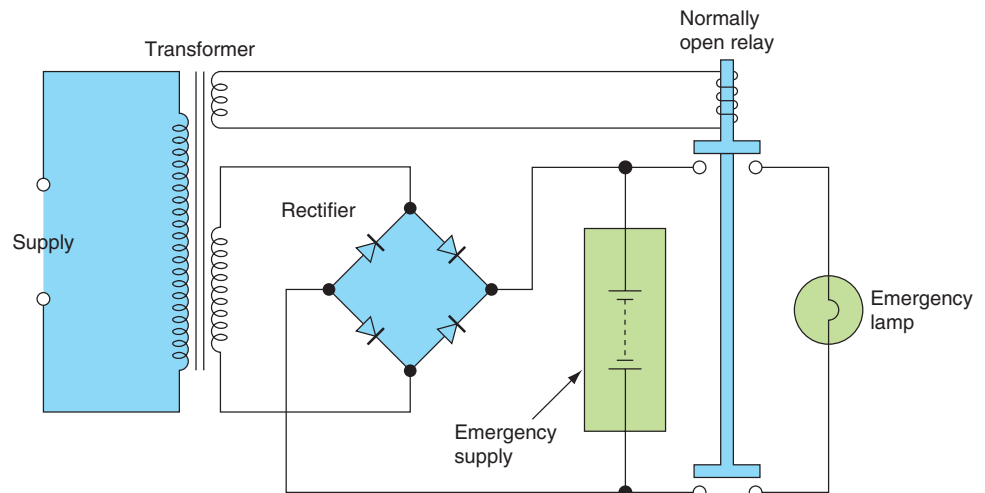 Normally
open relay
Transformer
Rectifier
Supply
Emergency
lamp
Emergency
supply